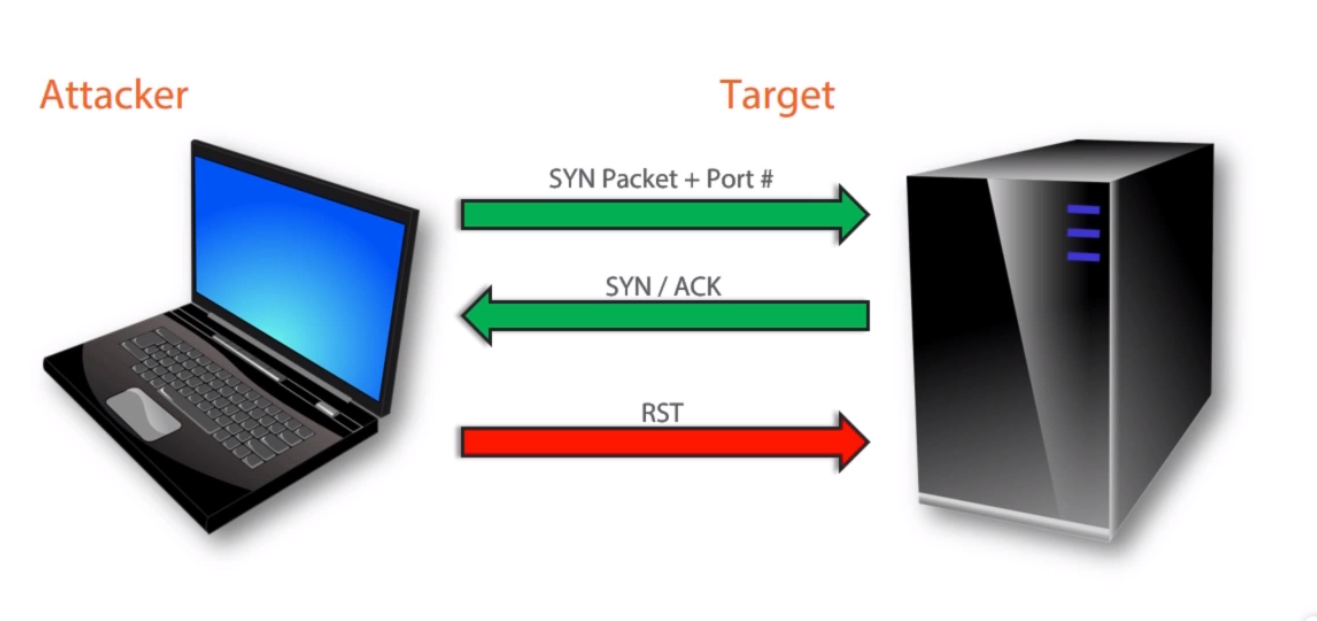 Attacker
Target
SYN Packet + Port #
SYN / ACK
RST